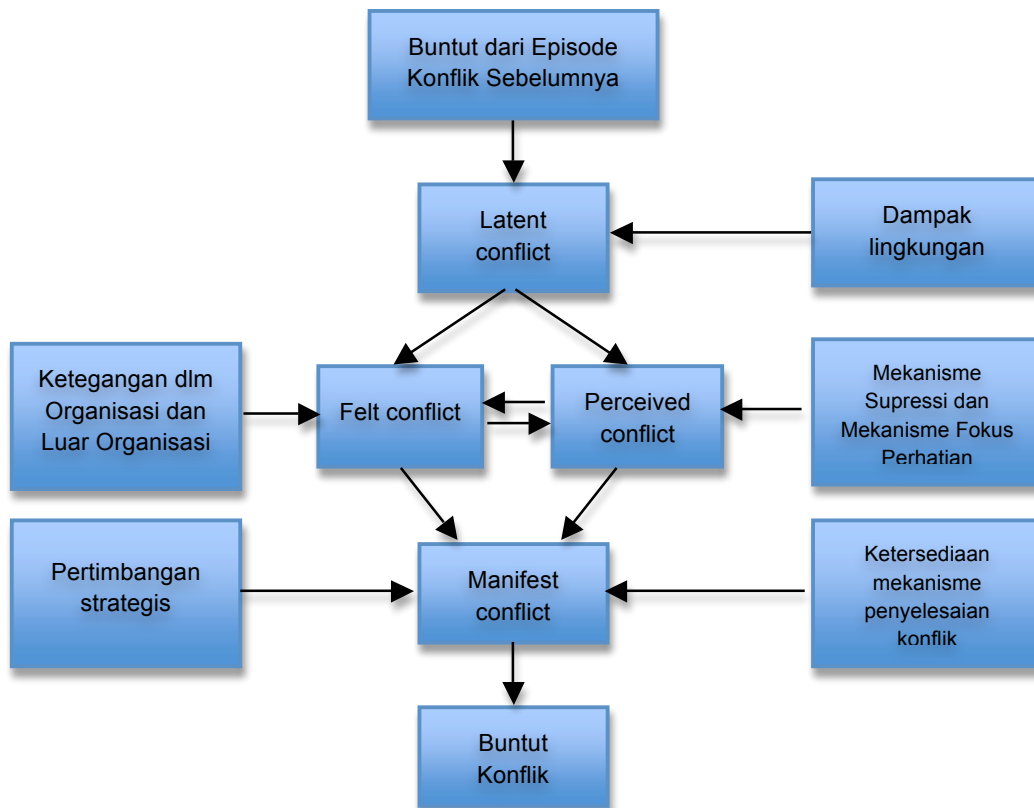 Buntut dari Episode
Konflik Sebelumnya
Latent
conflict
Dampak
lingkungan
Ketegangan dlm
Organisasi dan
Luar Organisasi
Felt conflict
Perceived
conflict
Mekanisme
Supressi dan
Mekanisme Fokus
Perhatian
Pertimbangan
strategis
Manifest
conflict
Ketersediaan
mekanisme
penyelesaian
konflik
Buntut
Konflik